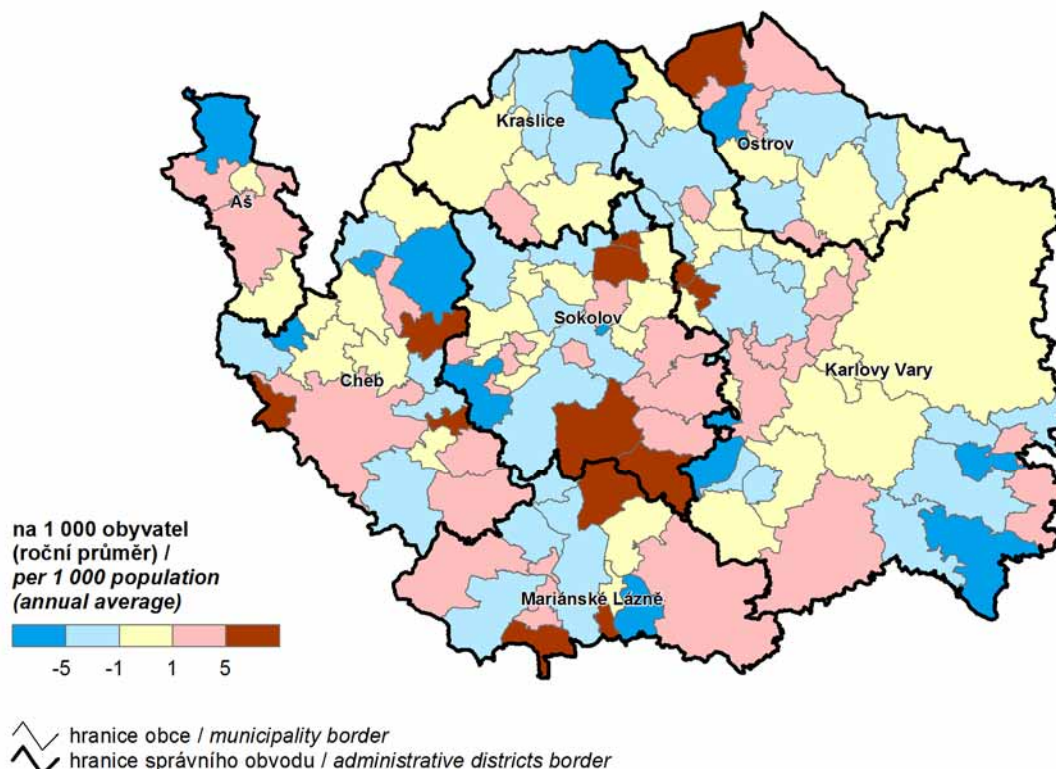 Kraslice
Ostrov
Aš
Sokolov
Cheb
Karlovy Vary
Mariánské Lázně
na 1 000 obyvatel
(roční průměr) /
per 1 000 population
(annual average)
-5 -1 1 5
hranice obce / municipality border
hranice správního obvodu / administrative districts border